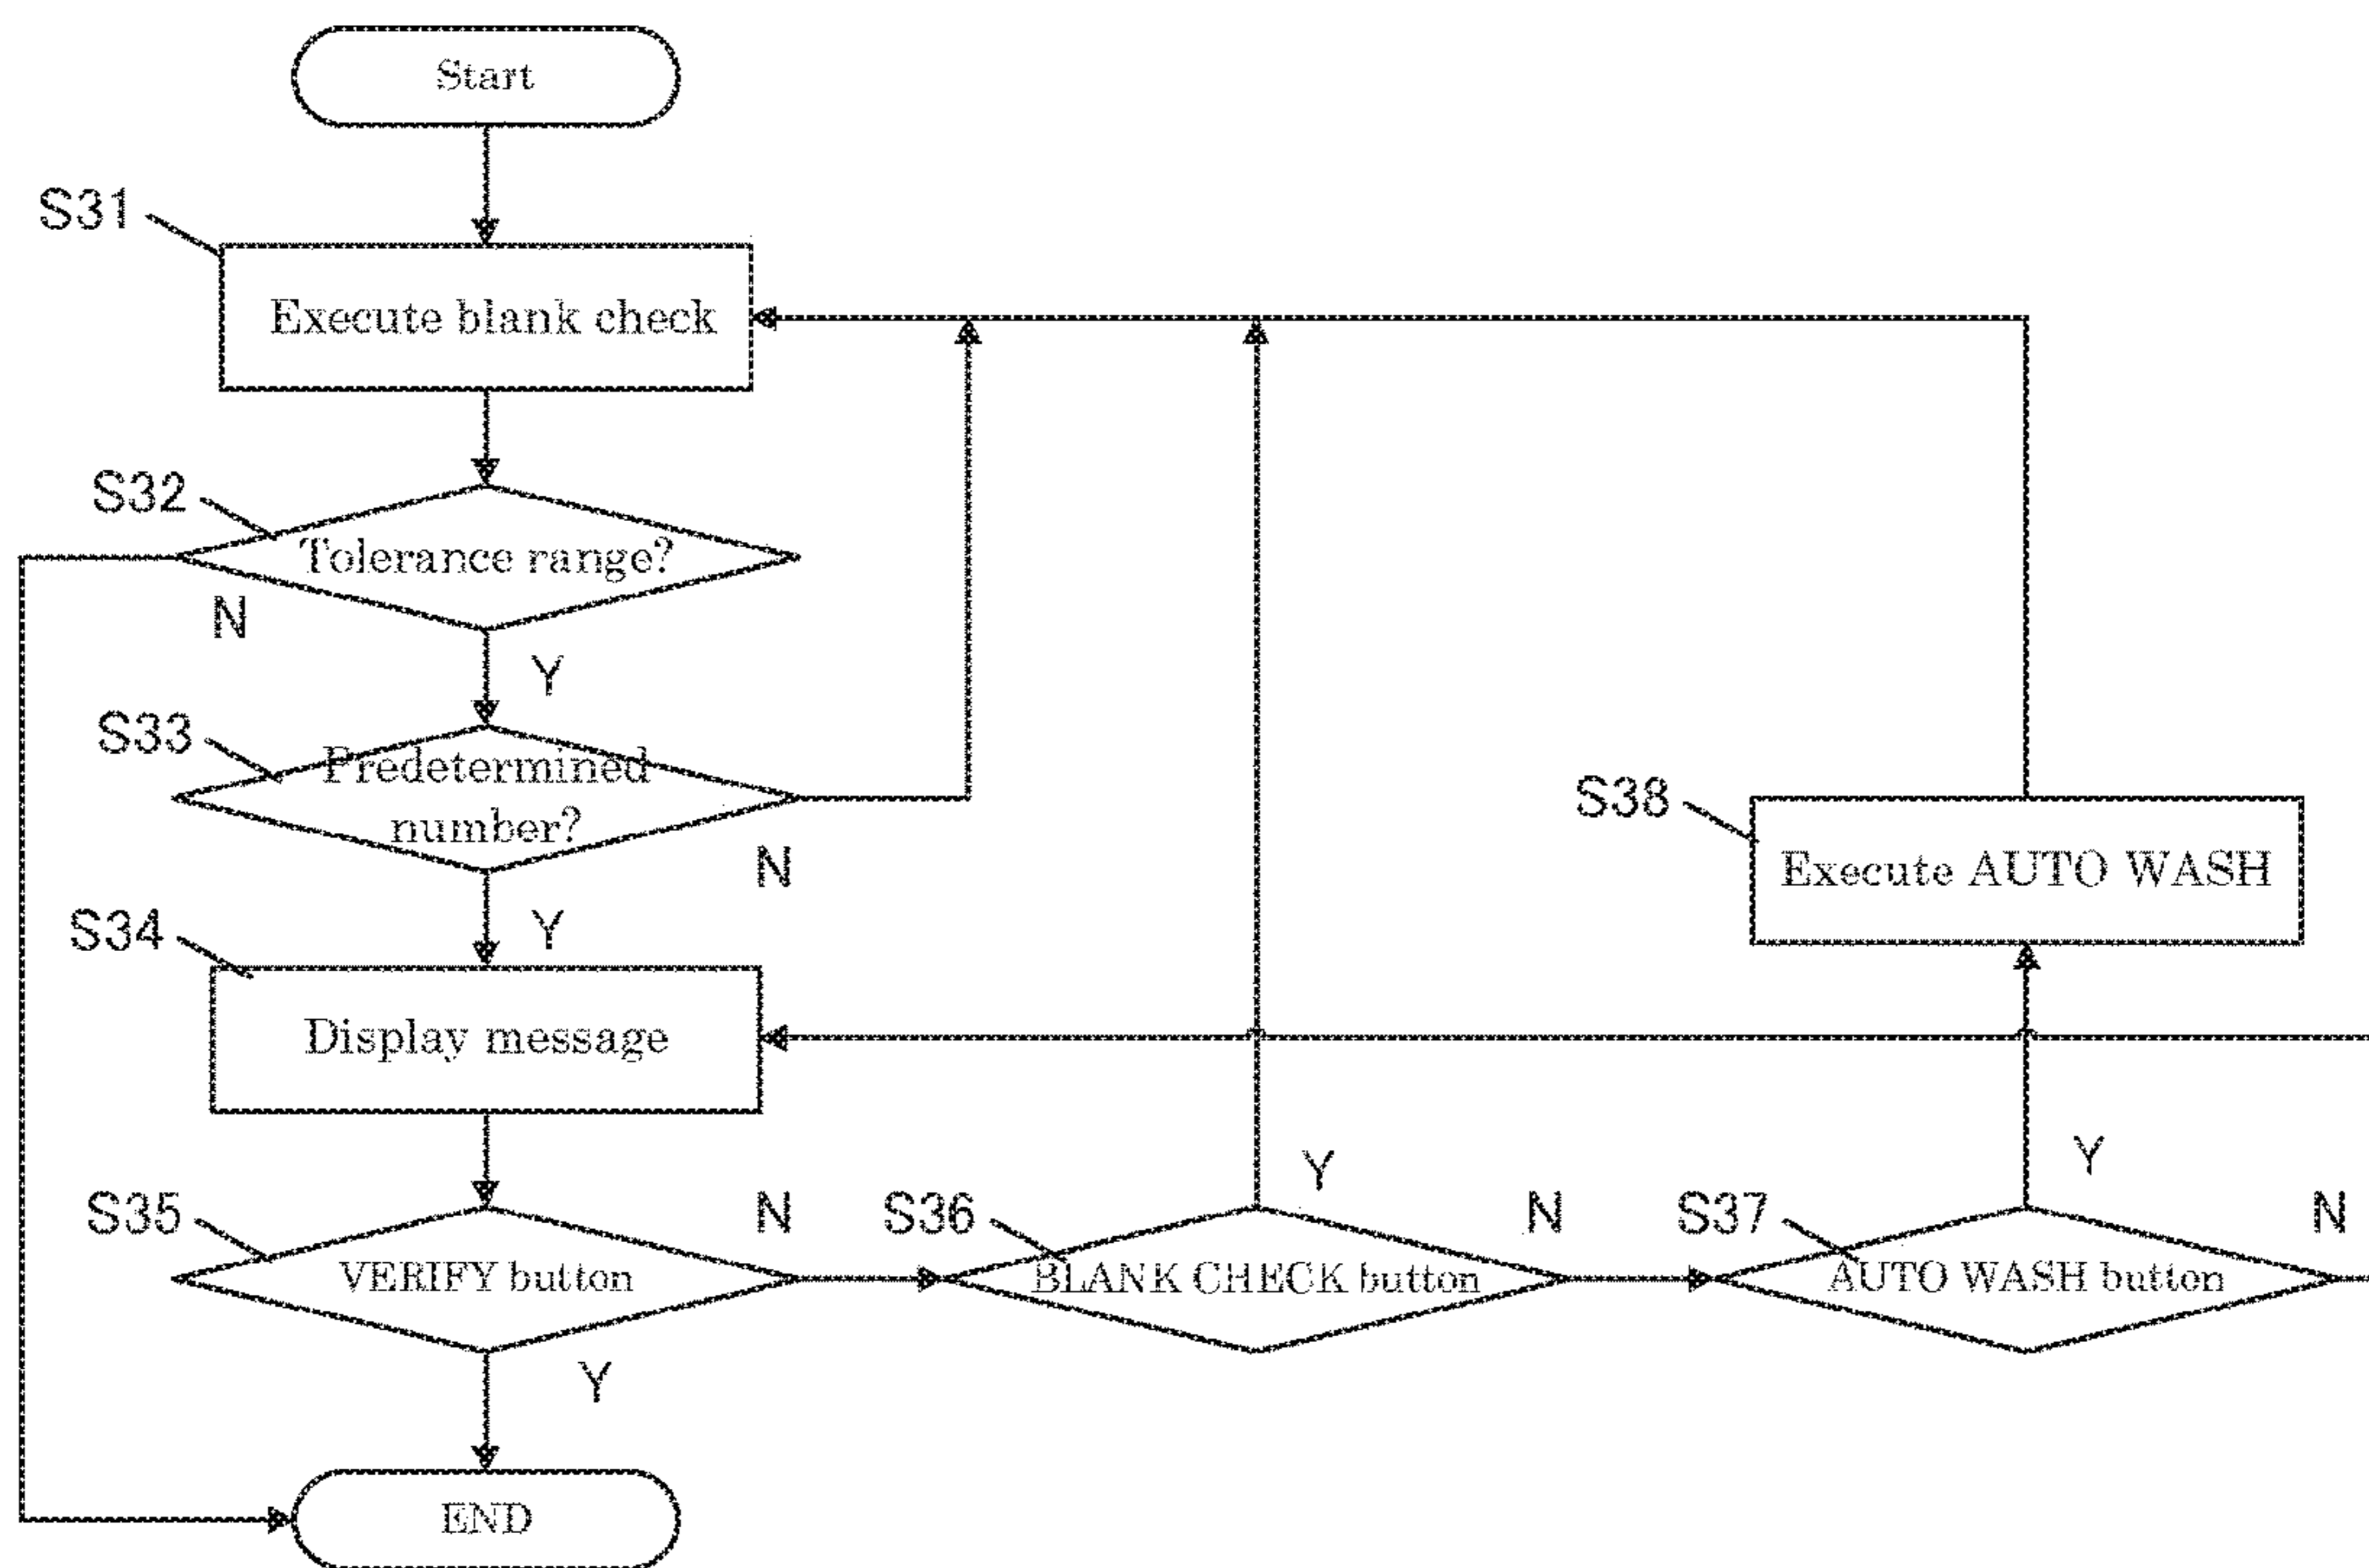 Start
S31
Execute blank check
S32
Tolerance range?
N
Y
S33
Predetermined
number?
N
S38
Execute AUTO WASH
Y
S34
Display message
Y
Y
S35
N
S36
N
S37
N
VERIFY button
BLANK CHECK button
AUTO WASH button
Y
END